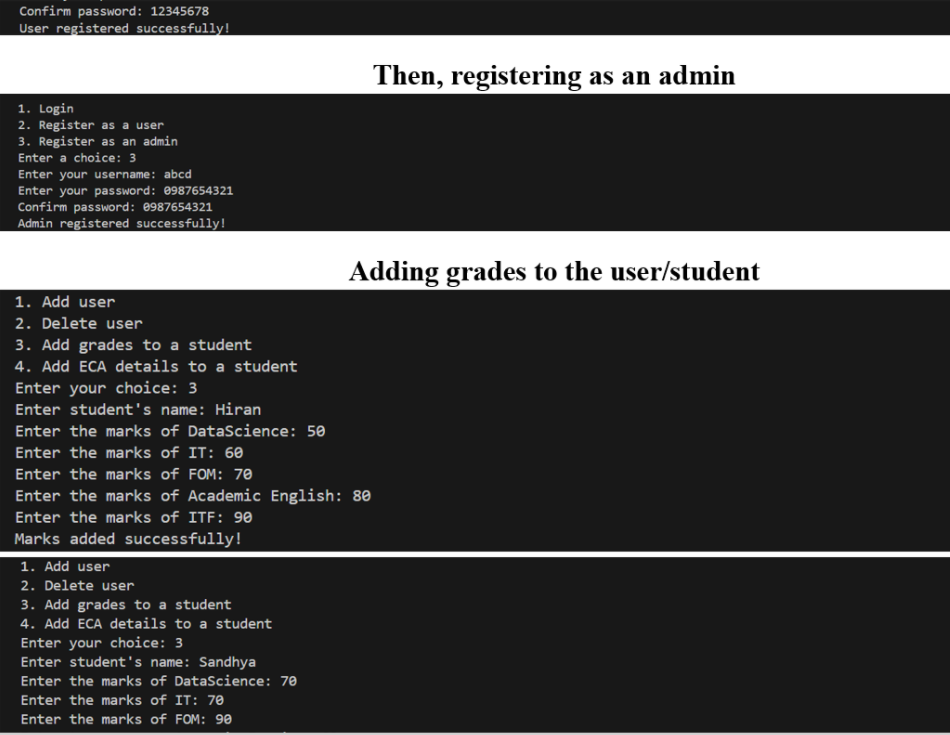 Confirm password: 12345678
User registered successfully!
Then, registering as an admin
1. Login
2. Register as a user
3. Register as an admin
Enter a choice: 3
Enter your username: abcd
Enter your password: 0987654321
Confirm password: 0987654321
Admin registered successfully!
Adding grades to the user/student
1. Add user
2. Delete user
3. Add grades to a student
4. Add ECA details to a student
Enter your choice: 3
Enter student's name: Hiran
Enter the marks of DataScience: 50
Enter the marks of IT: 60
Enter the marks of FOM: 70
Enter the marks of Academic English: 80
Enter the marks of ITF: 90
Marks added successfully!
1. Add user
2. Delete user
3. Add grades to a student
4. Add ECA details to a student
Enter your choice: 3
Enter student's name: Sandhya
Enter the marks of DataScience: 70
Enter the marks of IT: 70
Enter the marks of FOM: 90